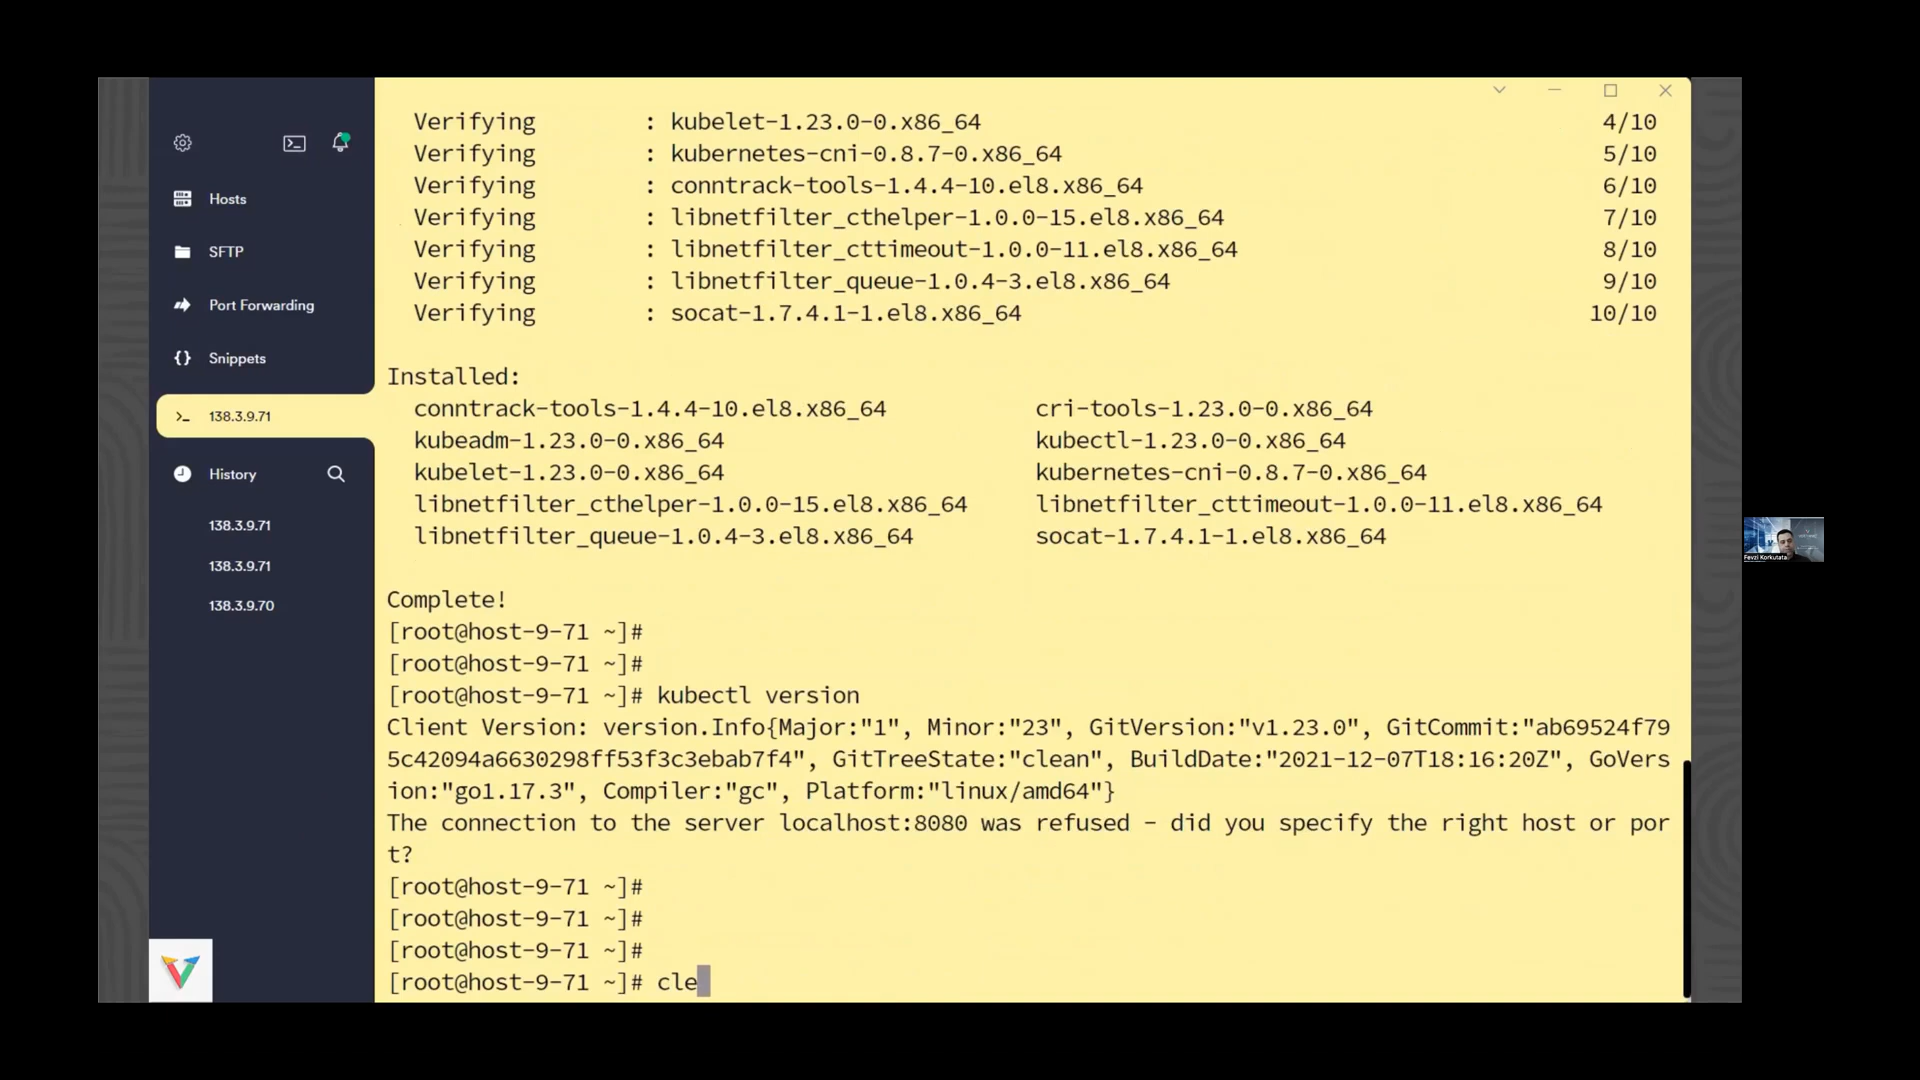 Hosts
SFTP
Port Forwarding
Snippets
138.3.9.71
History
138.3.9.71
138.3.9.71
138.3.9.70
Verifying : kubelet-1.23.0-0.x86_64 4/10
Verifying : kubernetes-cni-0.8.7-0.x86_64 5/10
Verifying : conntrack-tools-1.4.4-10.el8.x86_64 6/10
Verifying : libnetfilter_cthelper-1.0.0-15.el8.x86_64 7/10
Verifying : libnetfilter_cttimeout-1.0.0-11.el8.x86_64 8/10
Verifying : libnetfilter_queue-1.0.4-3.el8.x86_64 9/10
Verifying : socat-1.7.4.1-1.el8.x86_64 10/10
Installed:
conntrack-tools-1.4.4-10.el8.x86_64 cri-tools-1.23.0-0.x86_64
kubeadm-1.23.0-0.x86_64 kubectl-1.23.0-0.x86_64
kubelet-1.23.0-0.x86_64 kubernetes-cni-0.8.7-0.x86_64
libnetfilter_cthelper-1.0.0-15.el8.x86_64 libnetfilter_cttimeout-1.0.0-11.el8.x86_64
libnetfilter_queue-1.0.4-3.el8.x86_64 socat-1.7.4.1-1.el8.x86_64
Complete!
[root@host-9-71 ~]#
[root@host-9-71 ~]#
[root@host-9-71 ~]# kubectl version
Client Version: version.Info{Major:"1", Minor:"23", GitVersion:"v1.23.0", GitCommit:"ab69524f79
5c42094a6630298ff53f3c3ebab7f4", GitTreeState:"clean", BuildDate:"2021-12-07T18:16:20Z", GoVers
ion:"go1.17.3", Compiler:"gc", Platform:"linux/amd64"}
The connection to the server localhost:8080 was refused - did you specify the right host or por
t?
[root@host-9-71 ~]#
[root@host-9-71 ~]#
[root@host-9-71 ~]#
[root@host-9-71 ~]# cle
Fevzi Korkutata